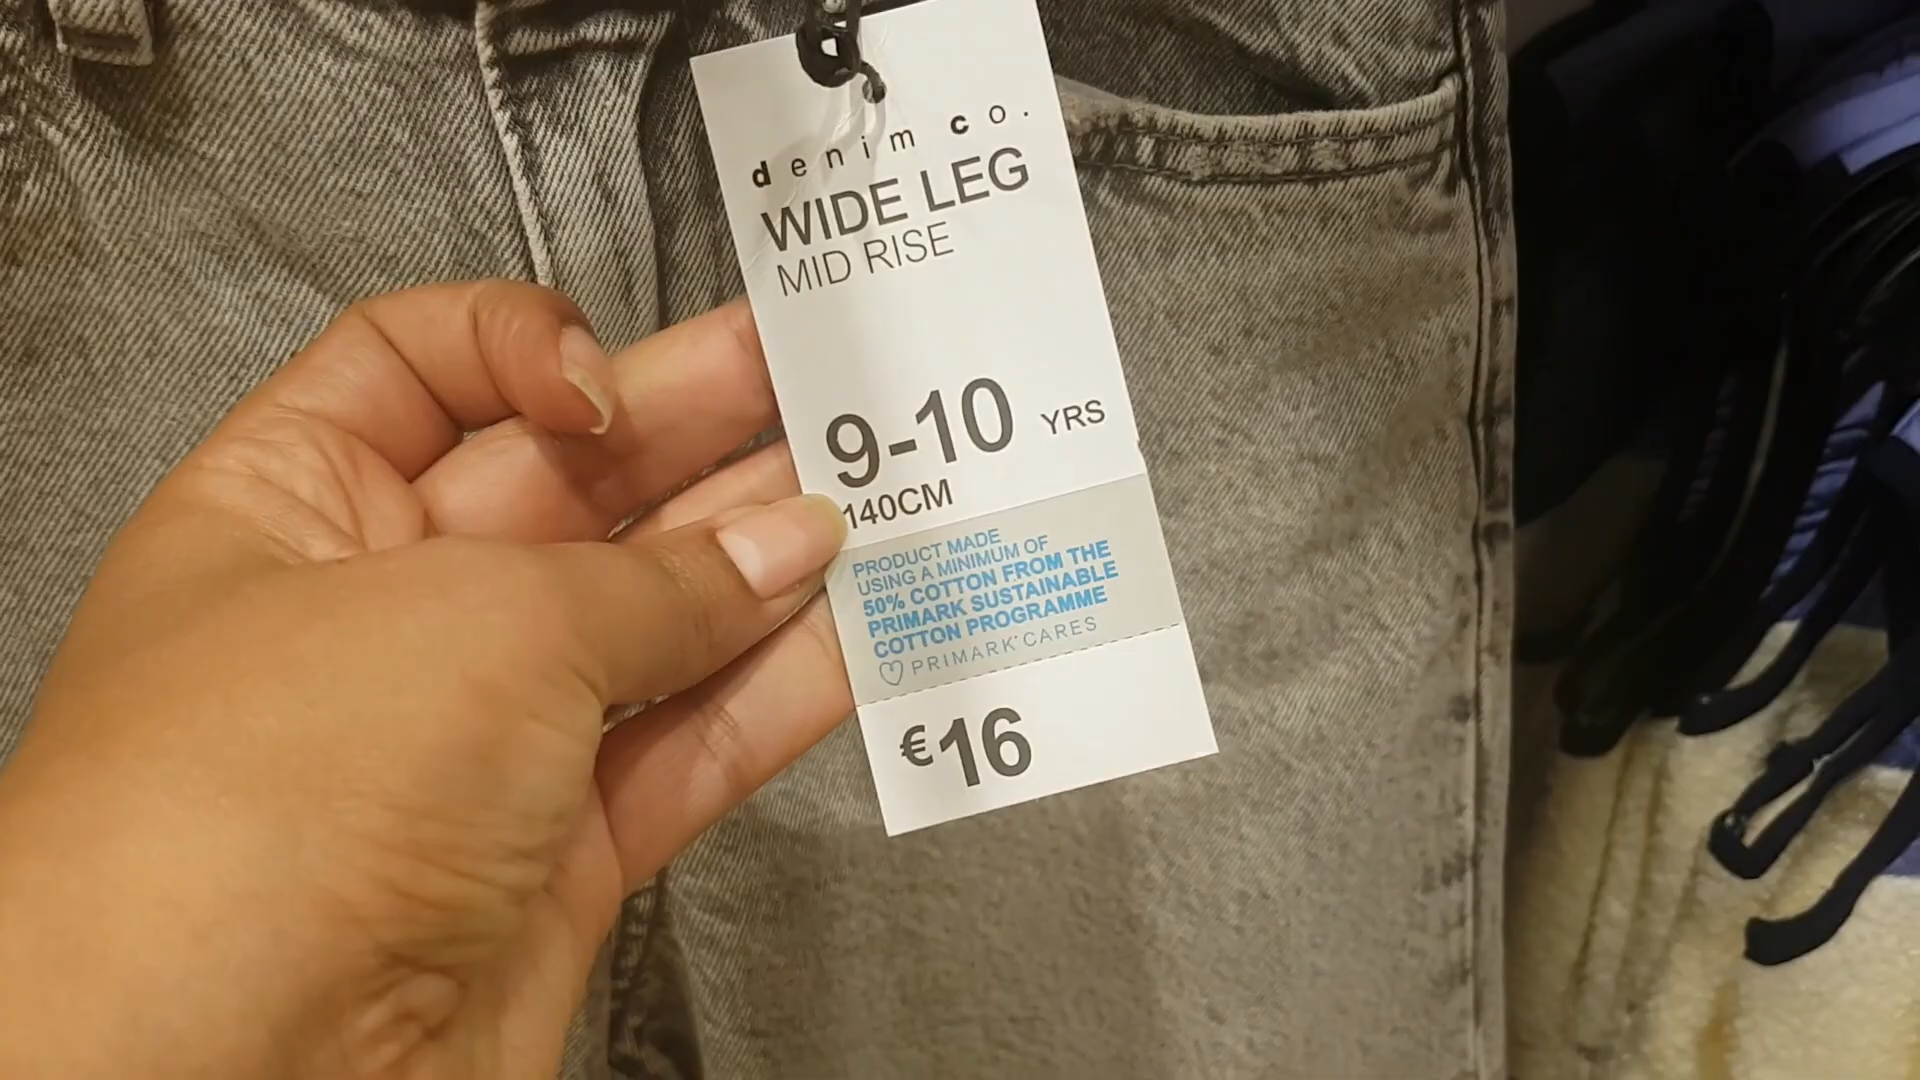 denim co.
WIDE LEG
MID RISE
9-10 YRS
140CM
PRODUCT MADE
USING A MINIMUM OF
50% COTTON FROM THE
PRIMARK SUSTAINABLE
COTTON PROGRAMME
PRIMARK CARES
€16